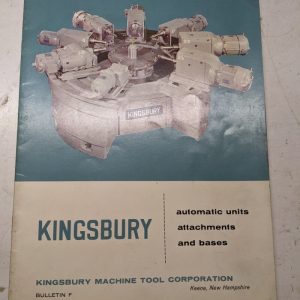 KINGSBURY
KINGSBURY
automatic units
attachments
and bases
KINGSBURY MACHINE TOOL CORPORATION
Keene, New Hampshire
BULLETIN F